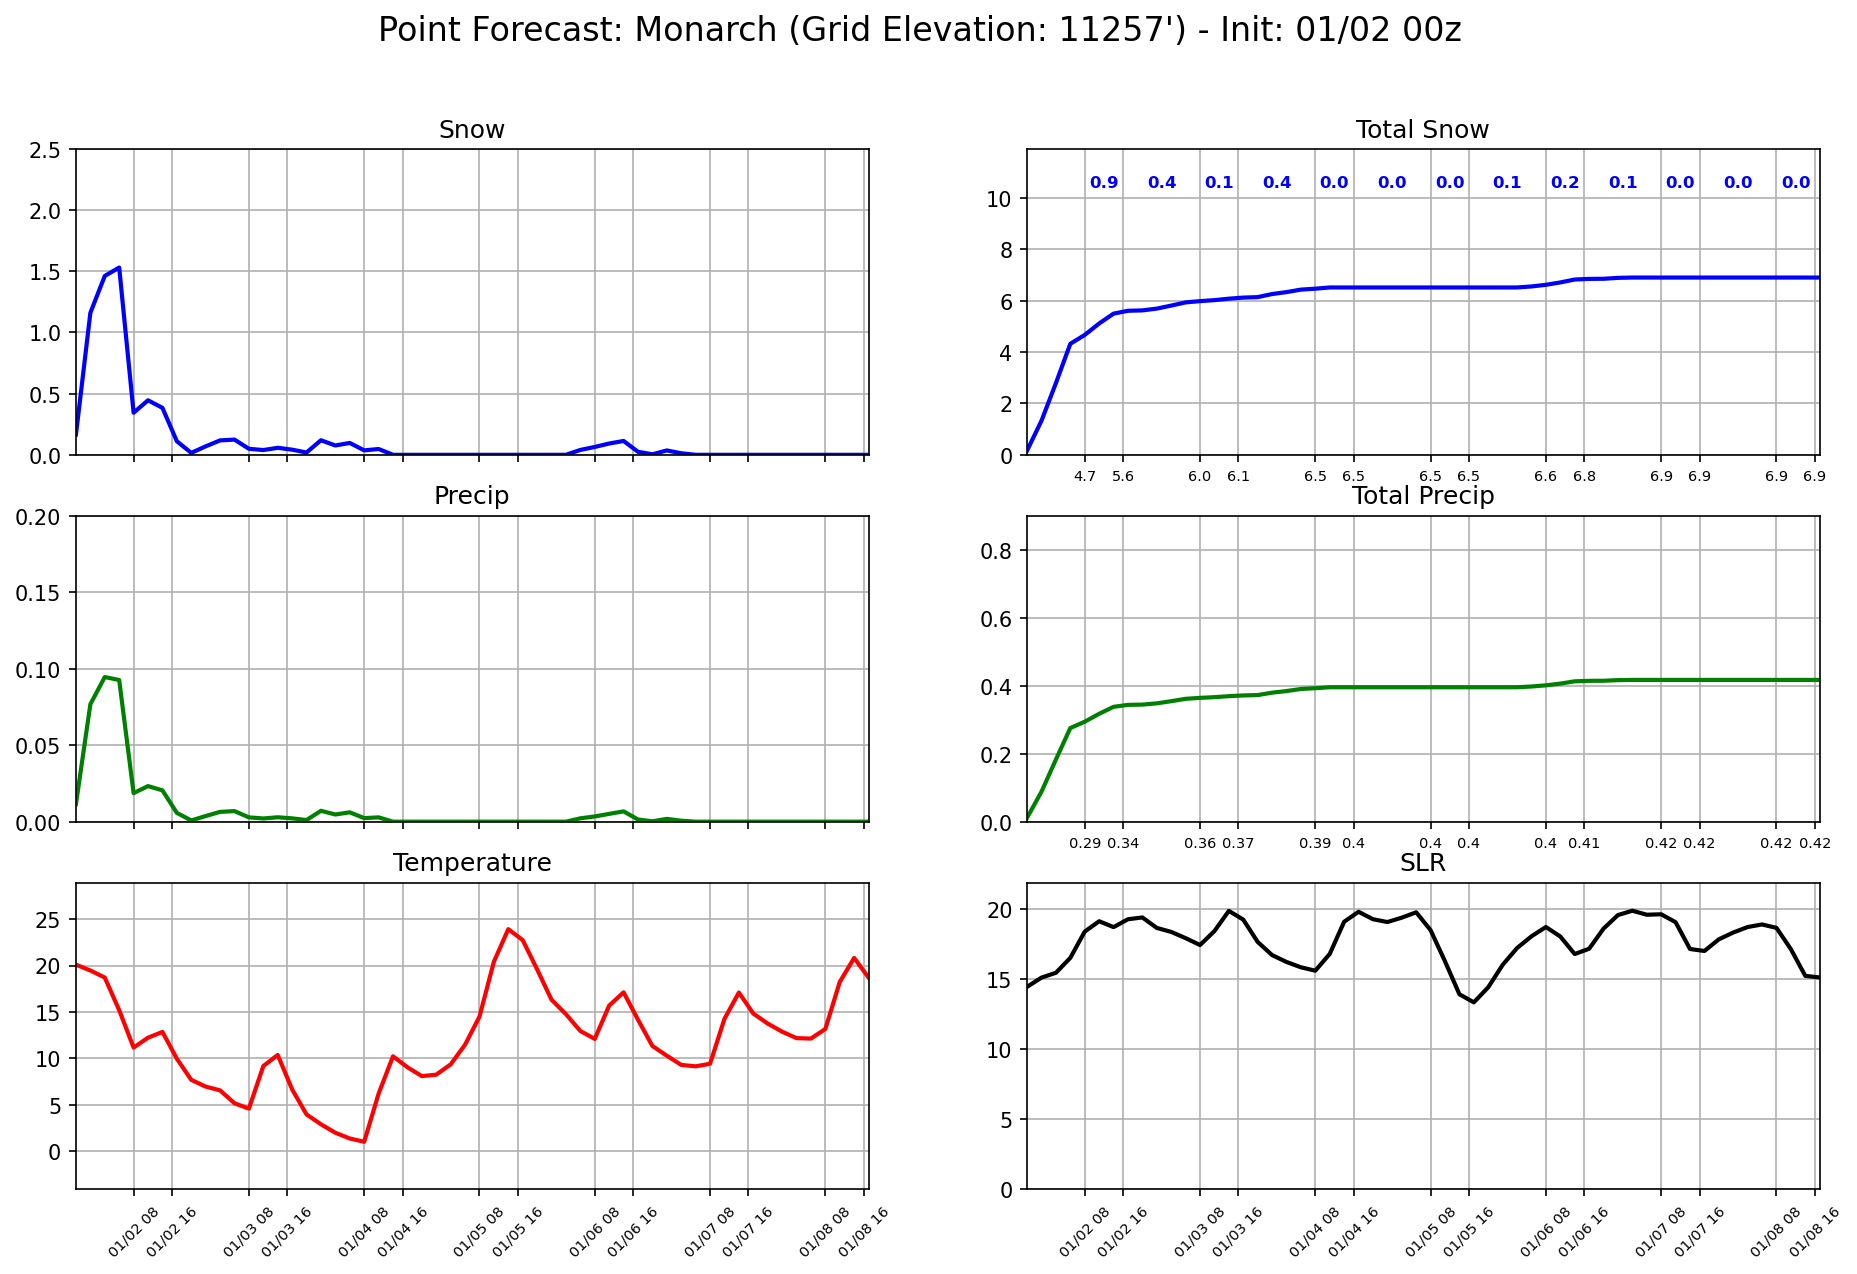 Point Forecast: Monarch (Grid Elevation: 11257') - Init: 01/02 00z
Snow
2.5
2.0
1.5
1.0
0.5
0.0
Total Snow
0.9 0.4 0.1 0.4 0.0 0.0 0.0 0.1 0.2 0.1 0.0 0.0 0.0
10
8
6
4
2
0
4.7 5.6 6.0 6.1 6.5 6.5 6.5 6.5 6.6 6.8 6.9 6.9 6.9 6.9
Precip
0.20
0.15
0.10
0.05
0.00
Total Precip
0.8
0.6
0.4
0.2
0.0
0.29 0.34 0.36 0.37 0.39 0.4 0.4 0.4 0.4 0.41 0.42 0.42 0.42 0.42
Temperature
25
20
15
10
5
0
01/02 08 01/02 16 01/03 08 01/03 16 01/04 08 01/04 16 01/05 08 01/05 16 01/06 08 01/06 16 01/07 08 01/07 16 01/08 08 01/08 16
SLR
20
15
10
5
0
01/02 08 01/02 16 01/03 08 01/03 16 01/04 08 01/04 16 01/05 08 01/05 16 01/06 08 01/06 16 01/07 08 01/07 16 01/08 08 01/08 16